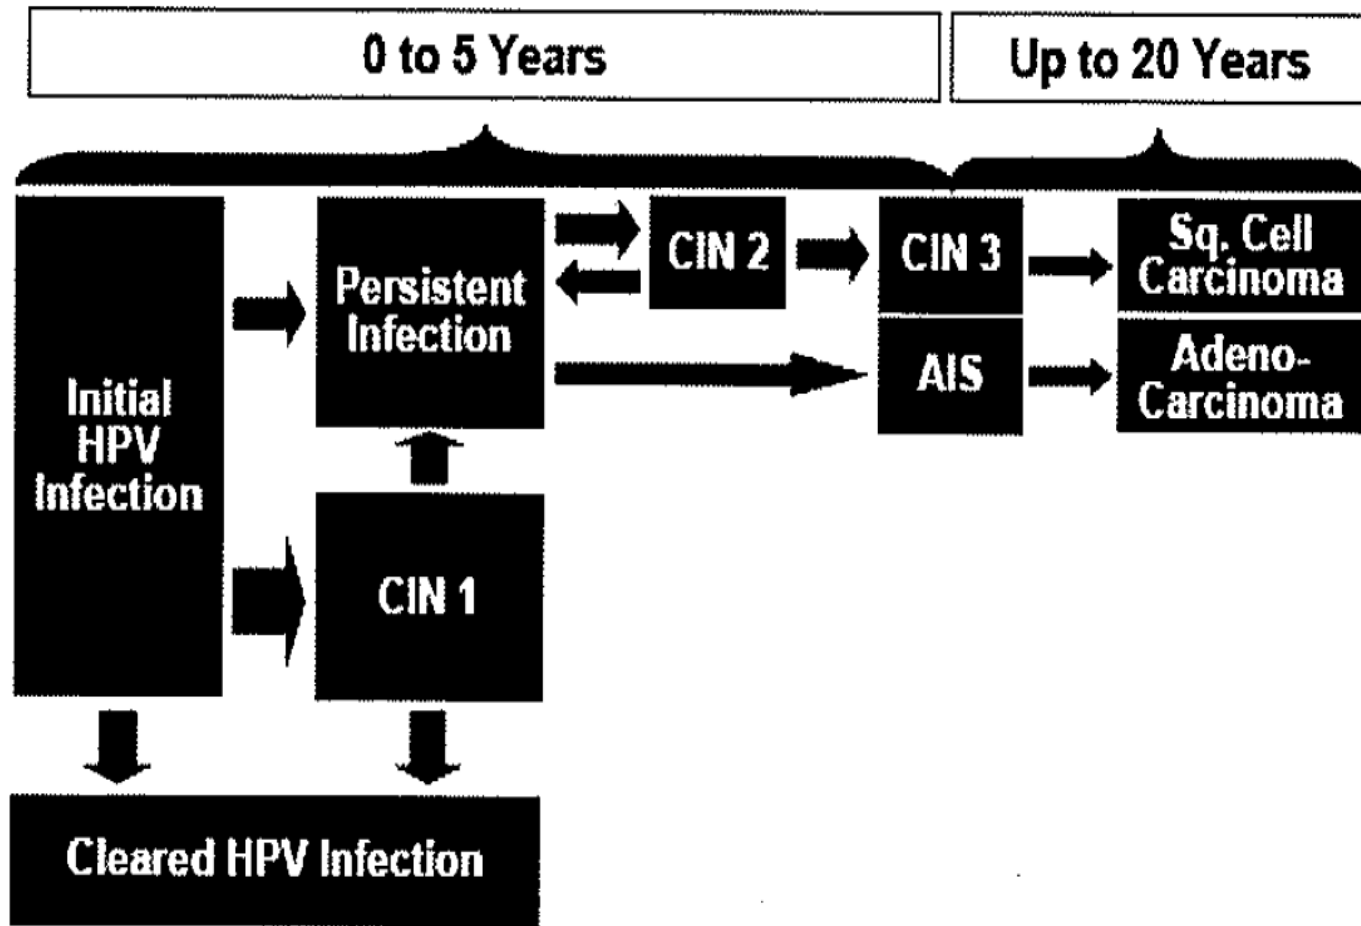 0 to 5 Years
Up to 20 Years
Initial
HPV
Infection
Persistent
Infection
CIN 2
CIN 3
Sq. Cell
Carcinoma
AIS
Adeno-
Carcinoma
CIN 1
Cleared HPV Infection